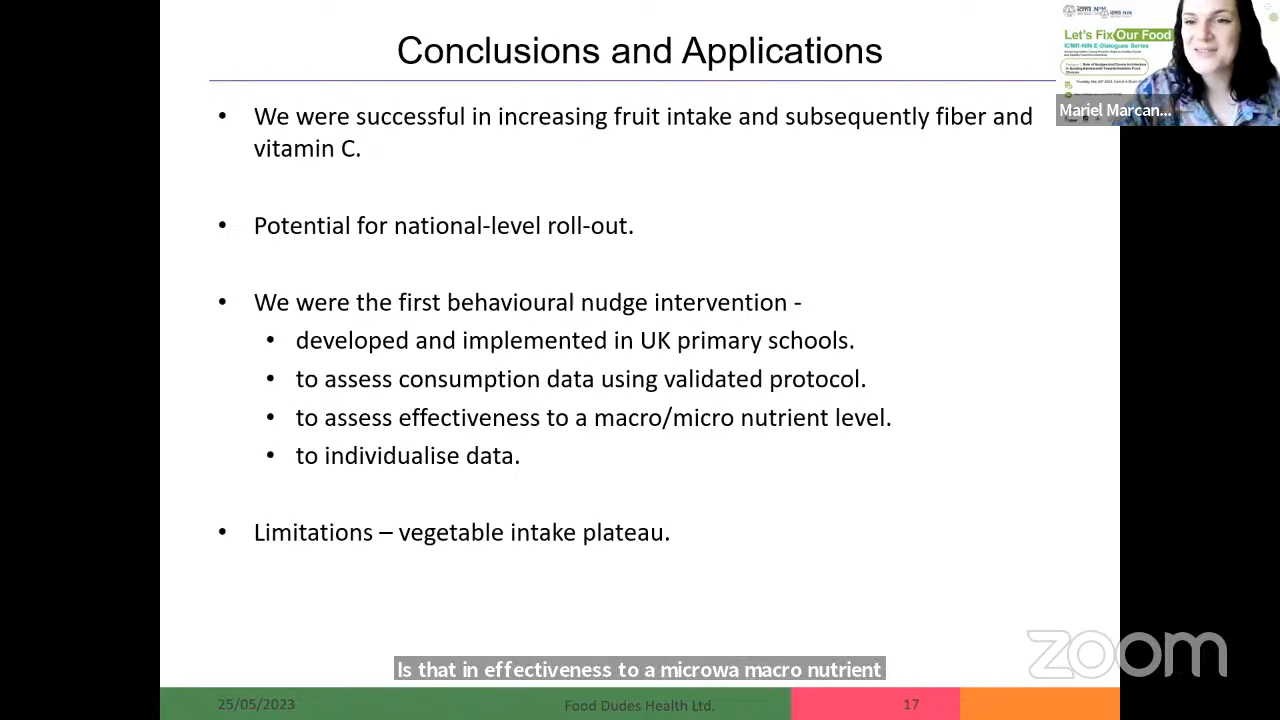 Conclusions and Applications
• We were successful in increasing fruit intake and subsequently fiber and
vitamin C.
• Potential for national-level roll-out.
• We were the first behavioural nudge intervention -
• developed and implemented in UK primary schools.
• to assess consumption data using validated protocol.
• to assess effectiveness to a macro/micro nutrient level.
• to individualise data.
• Limitations – vegetable intake plateau.
Let's Fix Our Food
ICMR-NIN E-Dialogues Series
Mariel Marcan...
Is that in effectiveness to a microwa macro nutrient
zoom
25/05/2023
Food Dudes Health Ltd.
17